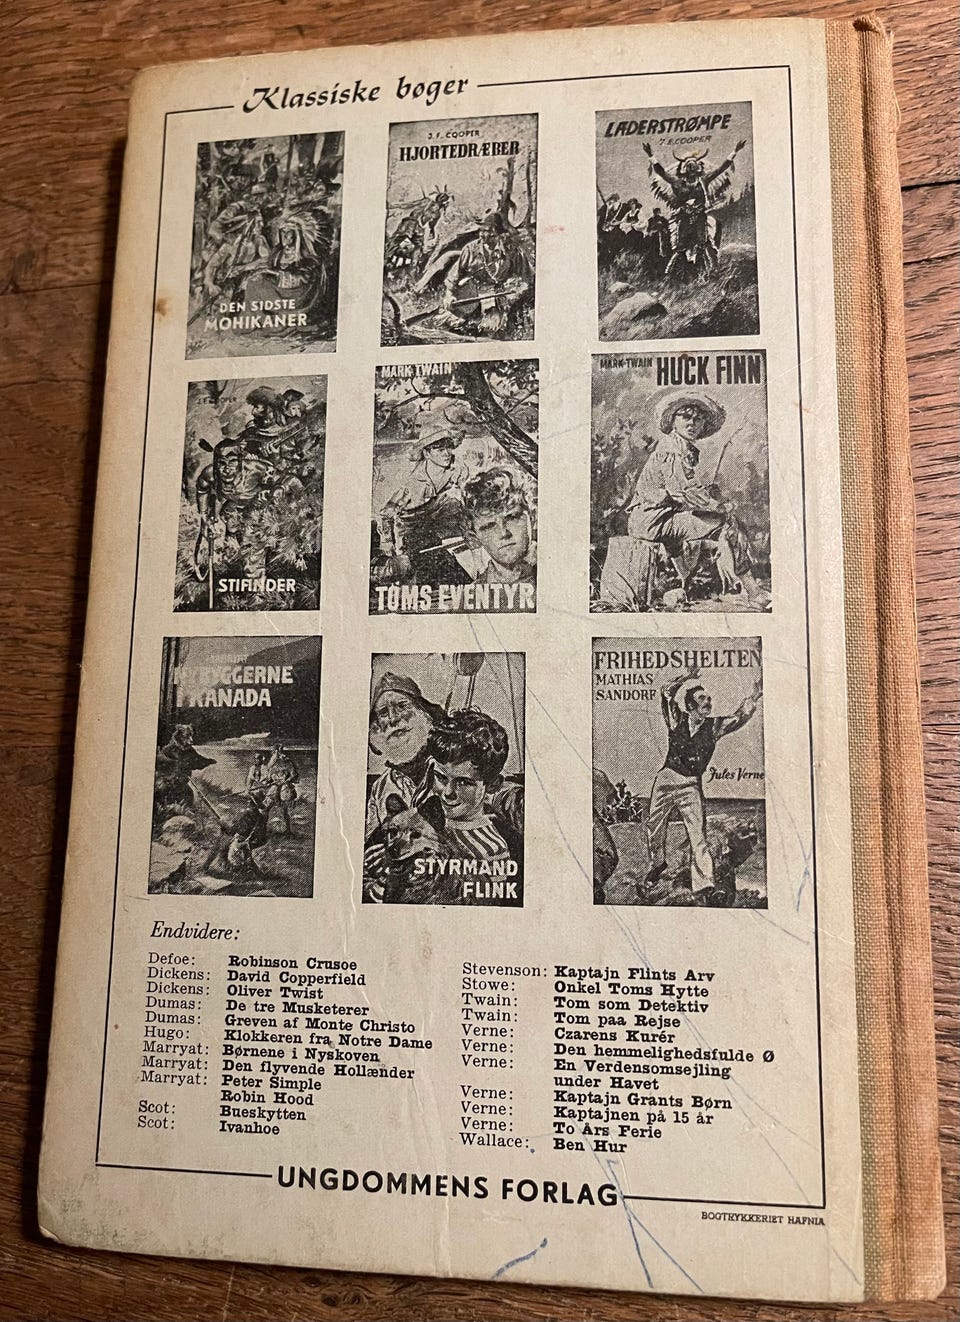 Klassiske bøger
DEN SIDSTE
MOHIKANER
J. F. COOPER
HJORTEDRÆBER
LÆDERSTRØMPE
J. F. COOPER
J. F. COOPER
STIFINDER
MARK TWAIN
TOMS EVENTYR
MARK TWAIN HUCK FINN
NYBYGGERNE
I KANADA
STYRMAND
FLINK
FRIHEDSHELTEN
MATHIAS
SANDORF
Jules Verne
Endvidere:
Defoe: Robinson Crusoe
Dickens: David Copperfield
Dickens: Oliver Twist
Dumas: De tre Musketerer
Dumas: Greven af Monte Christo
Hugo: Klokkeren fra Notre Dame
Marryat: Børnene i Nyskoven
Marryat: Den flyvende Hollænder
Marryat: Peter Simple
Robin Hood
Scot: Bueskytten
Scot: Ivanhoe
Stevenson: Kaptajn Flints Arv
Stowe: Onkel Toms Hytte
Twain: Tom som Detektiv
Twain: Tom paa Rejse
Verne: Czarens Kurér
Verne: Den hemmelighedsfulde Ø
Verne: En Verdensomsejling
under Havet
Verne: Kaptajn Grants Børn
Verne: Kaptajnen på 15 år
Verne: To Års Ferie
Wallace: Ben Hur
UNGDOMMENS FORLAG
BOGTRYKKERIET HAFNIA